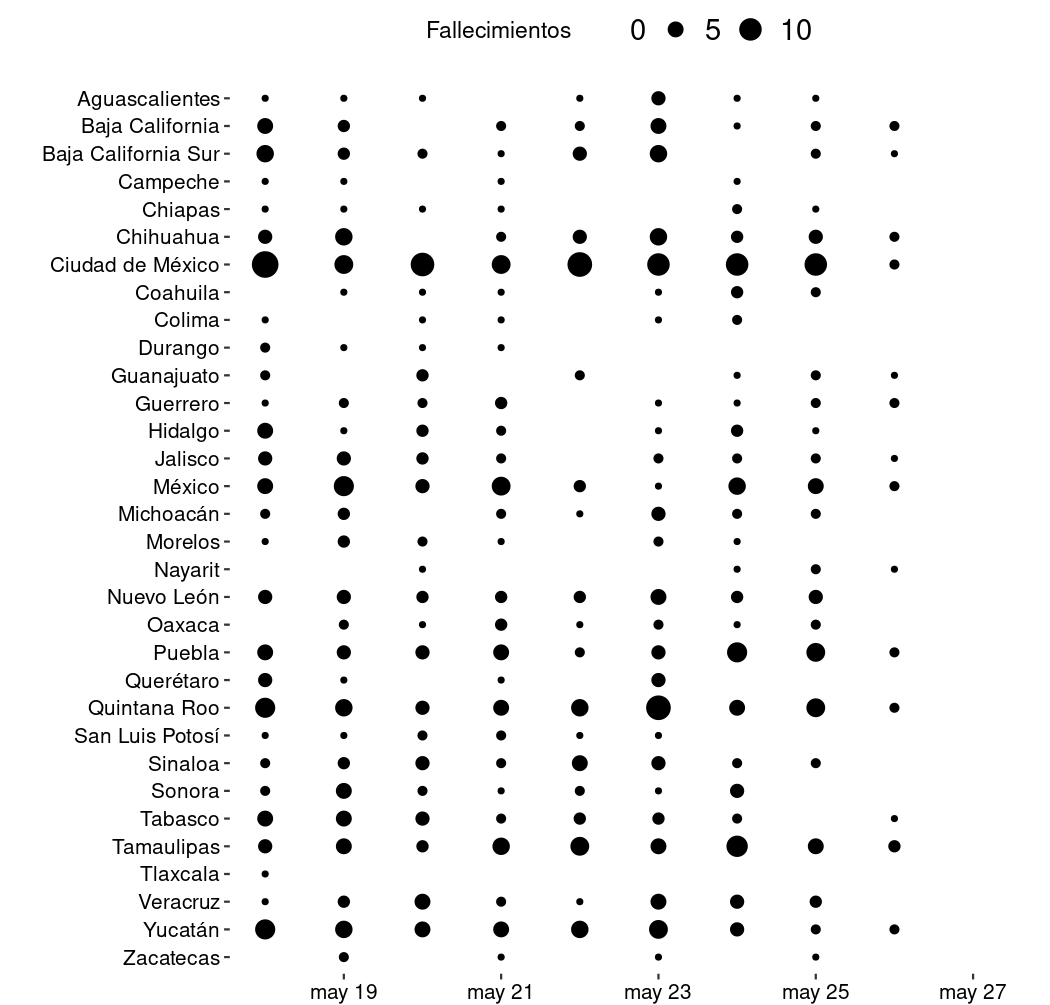 Fallecimientos 0 5 10
Aguascalientes
Baja California
Baja California Sur
Campeche
Chiapas
Chihuahua
Ciudad de México
Coahuila
Colima
Durango
Guanajuato
Guerrero
Hidalgo
Jalisco
México
Michoacán
Morelos
Nayarit
Nuevo León
Oaxaca
Puebla
Querétaro
Quintana Roo
San Luis Potosí
Sinaloa
Sonora
Tabasco
Tamaulipas
Tlaxcala
Veracruz
Yucatán
Zacatecas
may 19 may 21 may 23 may 25 may 27